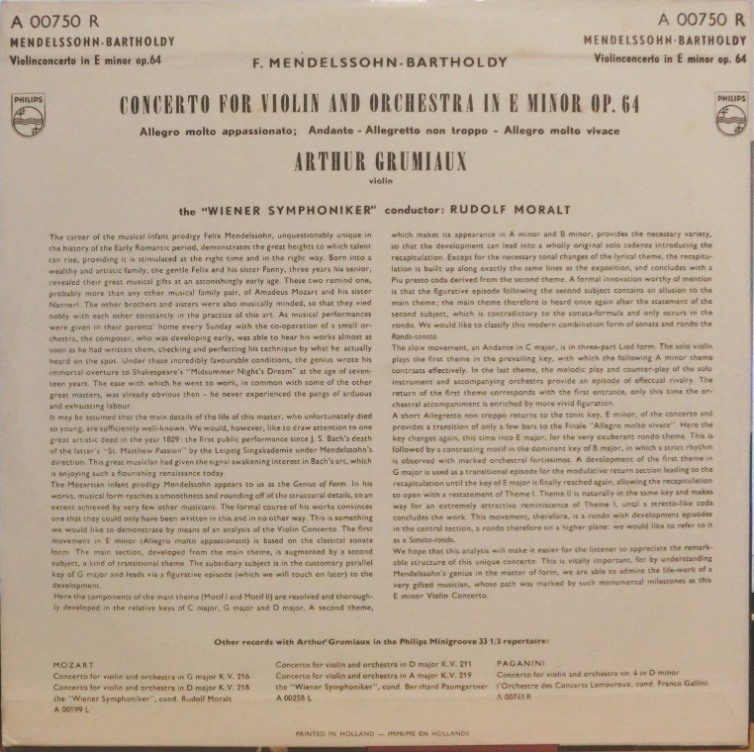 A 00750 R
MENDELSSOHN-BARTHOLDY
Violinconcerto in E minor op.64
A 00750 R
MENDELSSOHN-BARTHOLDY
Violinconcerto in E minor op. 64
F. MENDELSSOHN-BARTHOLDY
PHILIPS
PHILIPS
CONCERTO FOR VIOLIN AND ORCHESTRA IN E MINOR OP. 64
Allegro molto appassionato; Andante - Allegretto non troppo - Allegro molto vivace
ARTHUR GRUMIAUX
violin
the "WIENER SYMPHONIKER" conductor: RUDOLF MORALT
The career of the musical infant prodigy Felix Mendelssohn, unquestionably unique in
the history of the Early Romantic period, demonstrates the great heights to which talent
can rise, providing it is stimulated at the right time and in the right way. Born into a
wealthy and artistic family, the gentle Felix and his sister Fanny, three years his senior,
revealed their great musical gifts at an astonishingly early age. These two remind one,
probably more than any other musical family pair, of Amadeus Mozart and his sister
Nannerl. The other brothers and sisters were also musically minded, so that they vied
nobly with each other constantly in the practice of this art. As musical performances
were given in their parents' home every Sunday with the co-operation of a small or-
chestra, the composer, who was developing early, was able to hear his works almost as
soon as he had written them, checking and perfecting his technique by what he actually
heard on the spot. Under these incredibly favourable conditions, the genius wrote his
immortal overture to Shakespeare's "Midsummer Night's Dream" at the age of seven-
teen years. The ease with which he went to work, in common with some of the other
great masters, was already obvious then - he never experienced the pangs of arduous
and exhausting labour.
It may be assumed that the main details of the life of this master, who unfortunately died
so young, are sufficiently well-known. We would, however, like to draw attention to one
great artistic deed in the year 1829: the first public performance since J. S. Bach's death
of the latter's "St. Matthew Passion" by the Leipzig Singakademie under Mendelssohn's
direction. This great musician had given the signal awakening interest in Bach's art, which
is enjoying such a flourishing renaissance today.
The Mozartian infant prodigy Mendelssohn appears to us as the Genius of Form. In his
works, musical form reaches a smoothness and rounding off of the structural details, to an
extent achieved by very few other musicians. The formal course of his works convinces
one that they could only have been written in this and in no other way. This is something
we would like to demonstrate by means of an analysis of the Violin Concerto. The first
movement in E minor (Allegro molto appassionato) is based on the classical sonata
form. The main section, developed from the main theme, is augmented by a second
subject, a kind of transitional theme. The subsidiary subject is in the customary parallel
key of G major and leads via a figurative episode (which we will touch on later) to the
development.
Here the components of the main theme (Motif I and Motif II) are resolved and thorough-
ly developed in the relative keys of C major, G major and D major. A second theme,
which makes its appearance in A minor and B minor, provides the necessary variety,
so that the development can lead into a wholly original solo cadenza introducing the
recapitulation. Except for the necessary tonal changes of the lyrical theme, the recapitu-
lation is built up along exactly the same lines as the exposition, and concludes with a
Piu presto coda derived from the second theme. A formal innovation worthy of mention
is that the figurative episode following the second subject contains an allusion to the
main theme; the main theme therefore is heard once again after the statement of the
second subject, which is contradictory to the sonata-formula and only occurs in the
rondo. We would like to classify this modern combination form of sonata and rondo the
Rondo-sonata.
The slow movement, an Andante in C major, is in three-part Lied form. The solo violin
plays the first theme in the prevailing key, with which the following A minor theme
contrasts effectively. In the last theme, the melodic play and counter-play of the solo
instrument and accompanying orchestra provide an episode of effectual rivalry. The
return of the first theme corresponds with the first entrance, only this time the or-
chestral accompaniment is enriched by more vivid figuration.
A short Allegretto non troppo returns to the tonic key, E minor, of the concerto and
provides a transition of only a few bars to the Finale "Allegro molto vivace". Here the
key changes again, this time into E major, for the very exuberant rondo theme. This is
followed by a contrasting motif in the dominant key of B major, in which a strict rhythm
is observed with marked orchestral fortissimos. A development of the first theme in
G major is used as a transitional episode for the modulative return section leading to the
recapitulation until the key of E major is finally reached again, allowing the recapitulation
so open with a restatement of Theme I. Theme II is naturally in the same key and makes
way for an extremely attractive reminiscence of Theme I, until a stretto-like coda
concludes the work. This movement, therefore, is a rondo with development episodes
in the central section, a rondo therefore on a higher plane: we would like to refer to it
as a Sonata-rondo.
We hope that this analysis will make it easier for the listener to appreciate the remark-
able structure of this unique concerto. This is vitally important, for by understanding
Mendelssohn's genius in the matter of form, we are able to admire the life-work of a
very gifted musician, whose path was marked by such monumental milestones as this
E minor Violin Concerto.
Other records with Arthur Grumiaux in the Philips Minigroove 33 1/3 repertoire:
MOZART
Concerto for violin and orchestra in G major K.V. 216
Concerto for violin and orchestra in D major K.V. 218
the "Wiener Symphoniker", cond. Rudolf Moralt
A 00199 L
Concerto for violin and orchestra in D major K.V. 211
Concerto for violin and orchestra in A major K.V. 219
the "Wiener Symphoniker", cond. Bernhard Paumgartner
A 00258 L
PAGANINI
Concerto for violin and orchestra no. 4 in D minor
l'Orchestre des Concerts Lamoureux, cond. Franco Gallini
A 00741 R
PRINTED IN HOLLAND — IMPRIMÉ EN HOLLANDE